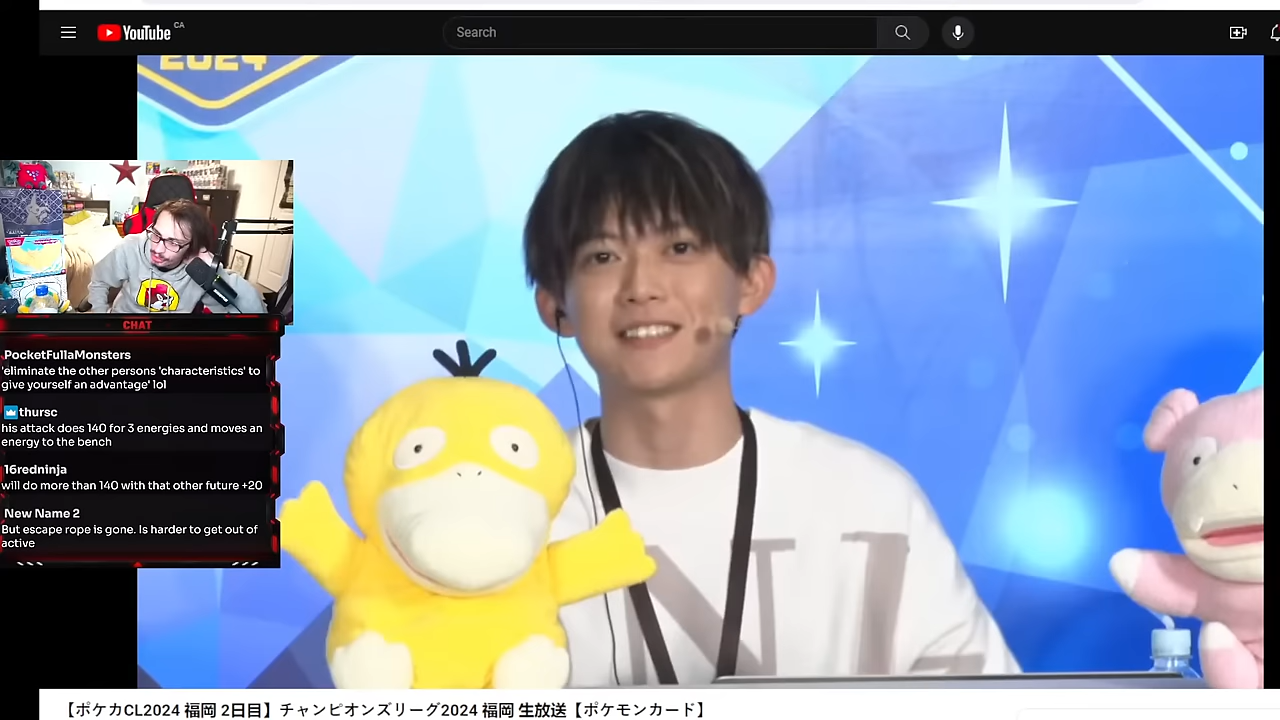 YouTube CA
Search
2024
CHAT
PocketFullaMonsters
'eliminate the other persons 'characteristics' to
give yourself an advantage' lol
thursc
his attack does 140 for 3 energies and moves an
energy to the bench
16redninja
will do more than 140 with that other future +20
New Name 2
But escape rope is gone. Is harder to get out of
active
【ポケカCL2024 福岡 2日目】チャンピオンズリーグ2024 福岡 生放送【ポケモンカード】